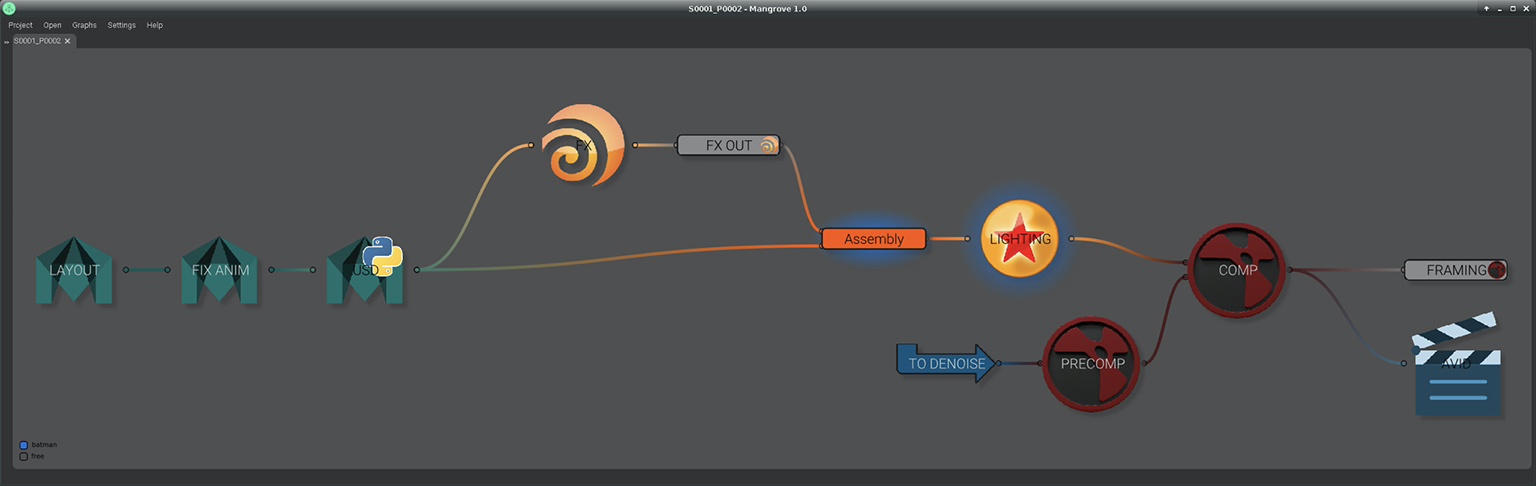 S0001_P0002 - Mangrove 1.0
Project Open Graphs Settings Help
S0001_P0002
FX
FX OUT
Assembly
LIGHTING
LAYOUT
FIX ANIM
USD
COMP
FRAMING
TO DENOISE
PRECOMP
AVID
batman
free